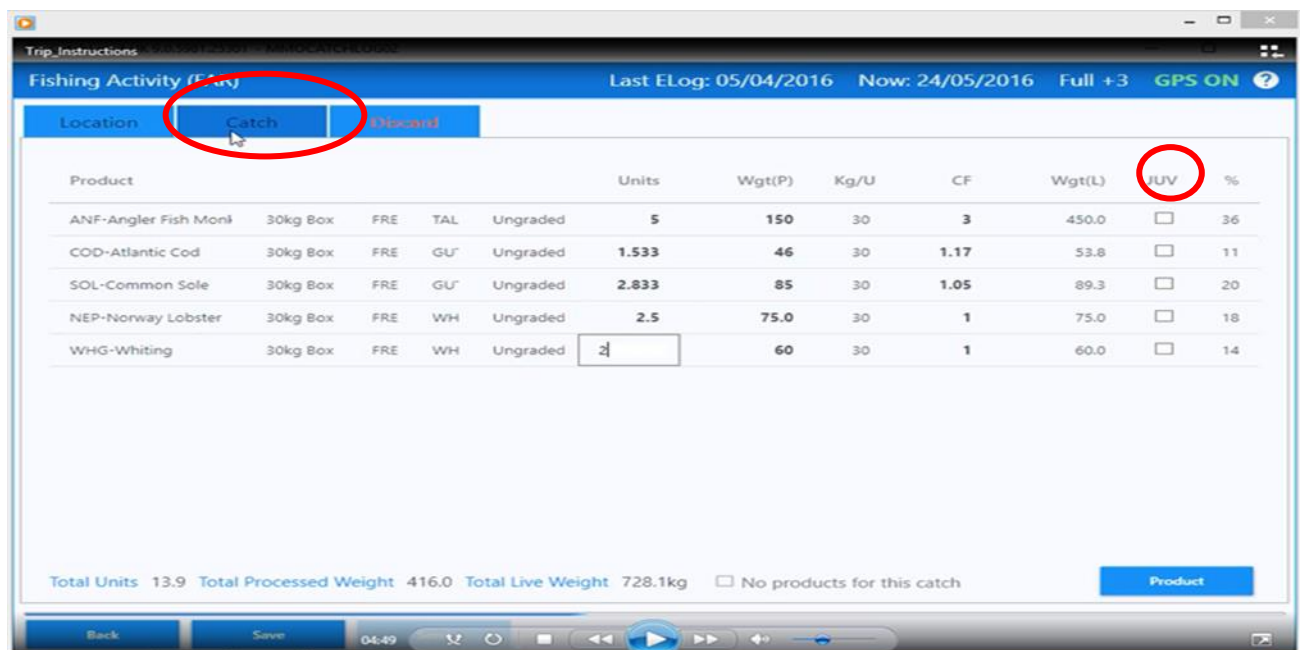 Trip_Instructions
Fishing Activity (FAR) Last ELog: 05/04/2016 Now: 24/05/2016 Full +3 GPS ON ?
Location Catch Discard
Product Units Wgt(P) Kg/U CF Wgt(L) JUV %
ANF-Angler Fish Monk 30kg Box FRE TAL Ungraded 5 150 30 3 450.0 36
COD-Atlantic Cod 30kg Box FRE GU Ungraded 1.533 46 30 1.17 53.8 11
SOL-Common Sole 30kg Box FRE GU Ungraded 2.833 85 30 1.05 89.3 20
NEP-Norway Lobster 30kg Box FRE WH Ungraded 2.5 75.0 30 1 75.0 18
WHG-Whiting 30kg Box FRE WH Ungraded 2 60 30 1 60.0 14
Total Units 13.9 Total Processed Weight 416.0 Total Live Weight 728.1kg No products for this catch Product
Back Save 04:49